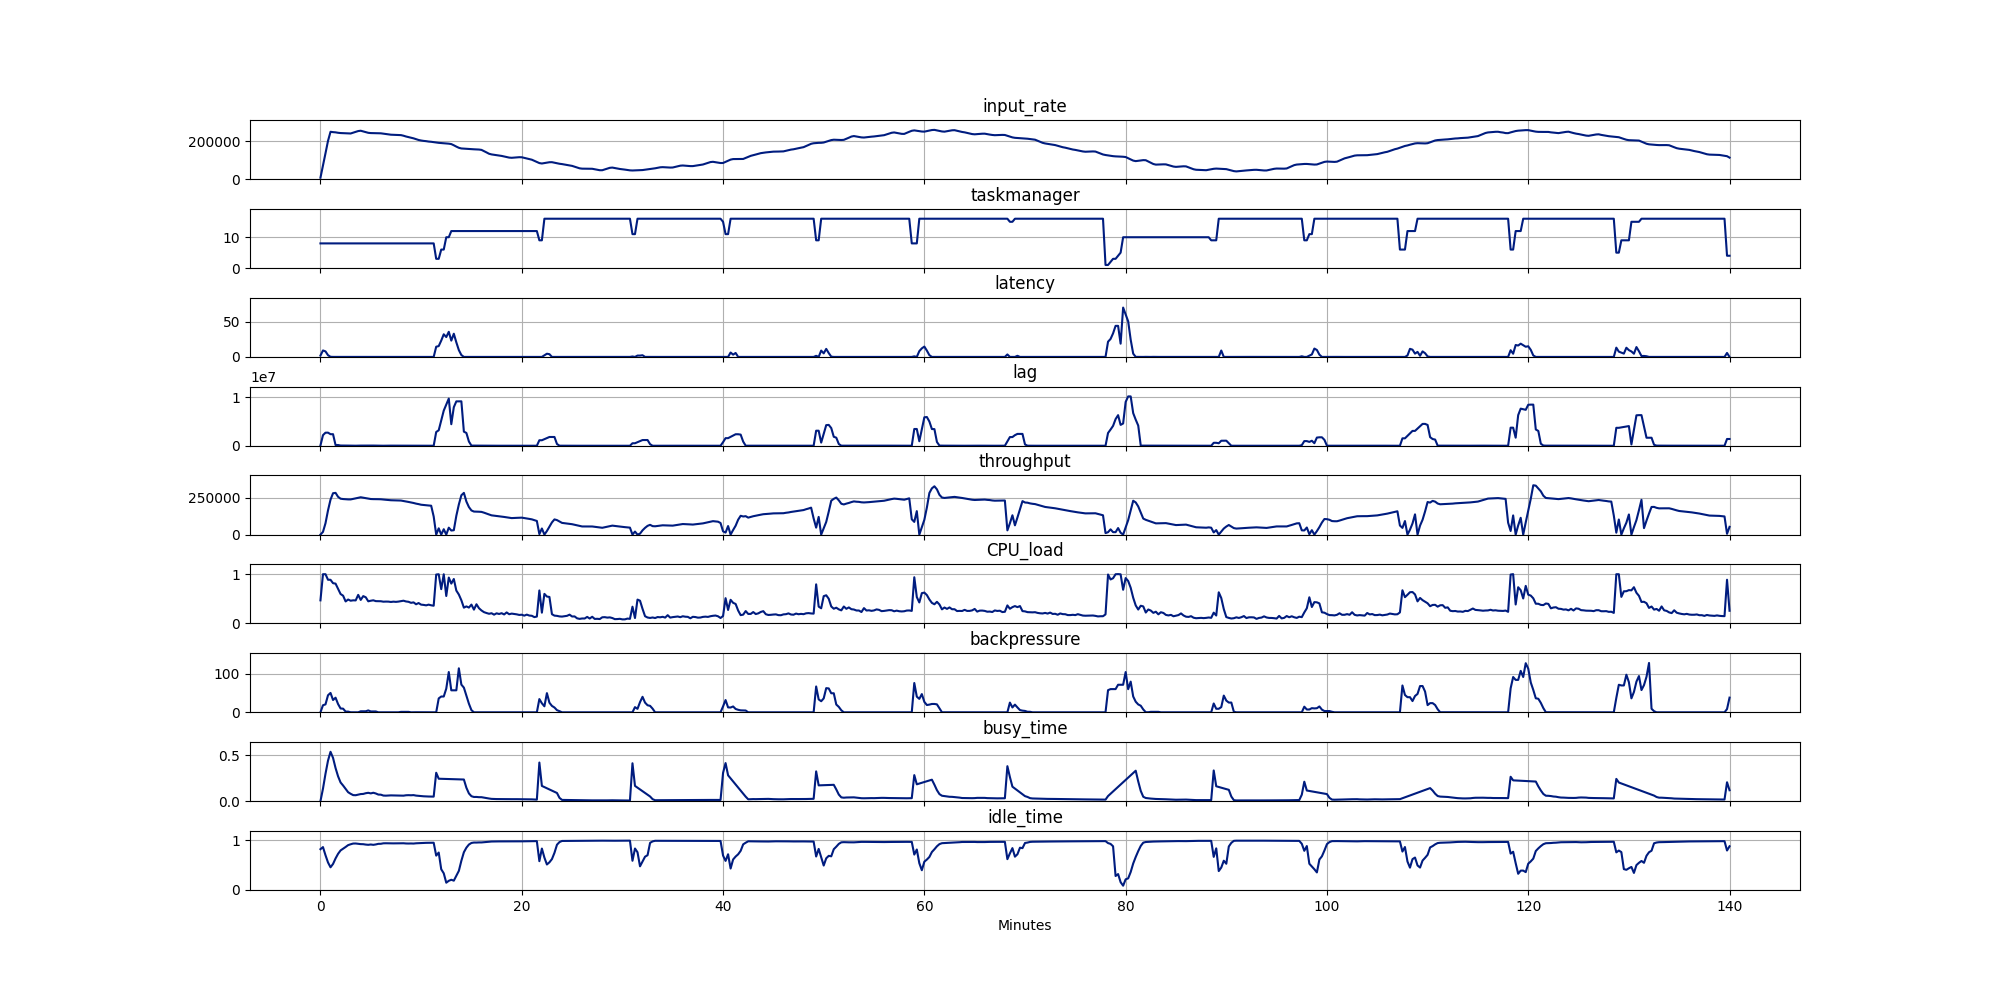 input_rate
200000
0
taskmanager
10
0
latency
50
0
1e7
lag
1
0
throughput
250000
0
CPU_load
1
0
backpressure
100
0
busy_time
0.5
0.0
idle_time
1
0
0 20 40 60 80 100 120 140
Minutes